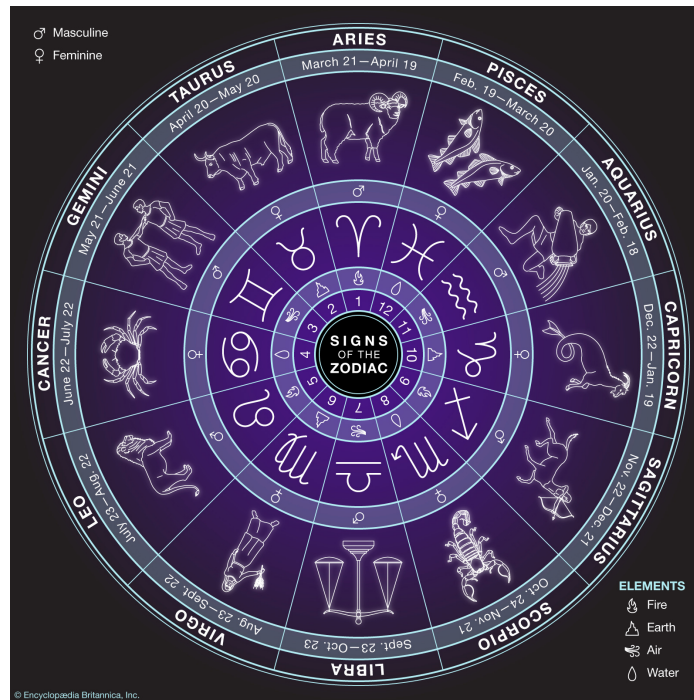 Masculine
Feminine
ARIES
March 21—April 19
PISCES
Feb. 19—March 20
AQUARIUS
Jan. 20—Feb. 18
CAPRICORN
Dec. 22—Jan. 19
SAGITTARIUS
Nov. 22—Dec. 21
SCORPIO
Oct. 24—Nov. 21
LIBRA
Sept. 23—Oct. 23
VIRGO
Aug. 23—Sept. 22
LEO
July 23—Aug. 22
CANCER
June 22—July 22
GEMINI
May 21—June 21
TAURUS
April 20—May 20
1
2
3
4
5
6
7
8
9
10
11
12
SIGNS
OF THE
ZODIAC
ELEMENTS
Fire
Earth
Air
Water
© Encyclopædia Britannica, Inc.